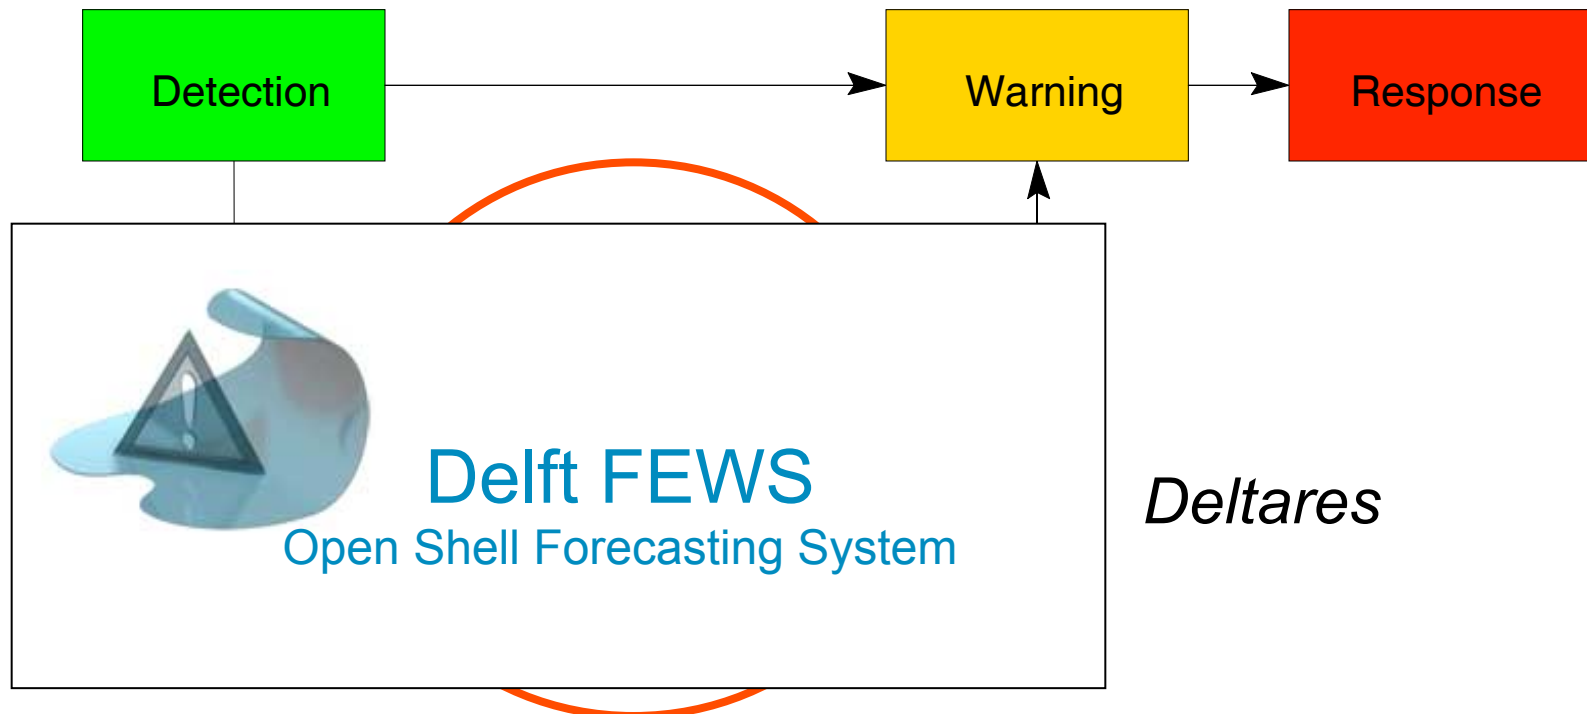 Detection
Warning
Response
Delft FEWS
Open Shell Forecasting System
Deltares